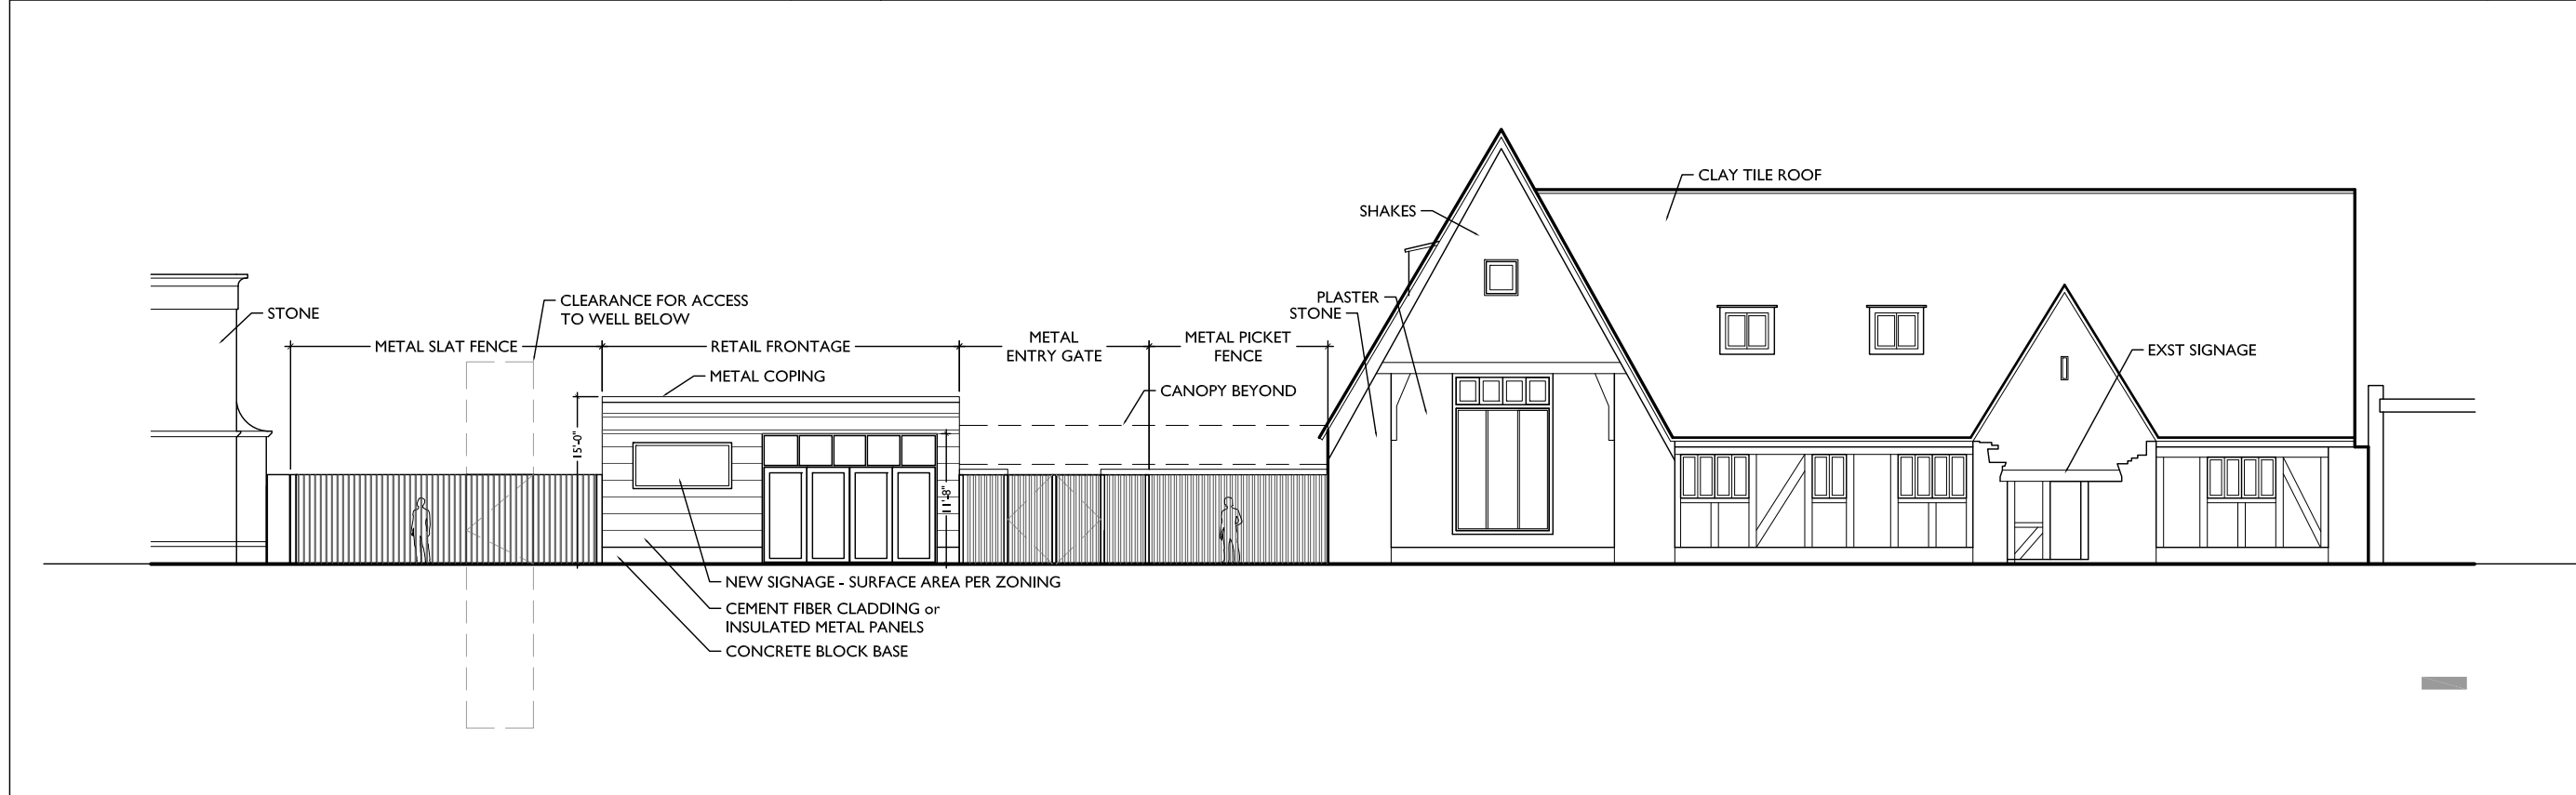 CLAY TILE ROOF
SHAKES
PLASTER
STONE
CLEARANCE FOR ACCESS
TO WELL BELOW
STONE
METAL SLAT FENCE
RETAIL FRONTAGE
METAL
ENTRY GATE
METAL PICKET
FENCE
EXST SIGNAGE
METAL COPING
CANOPY BEYOND
15'-0"
11'-8"
NEW SIGNAGE - SURFACE AREA PER ZONING
CEMENT FIBER CLADDING or
INSULATED METAL PANELS
CONCRETE BLOCK BASE